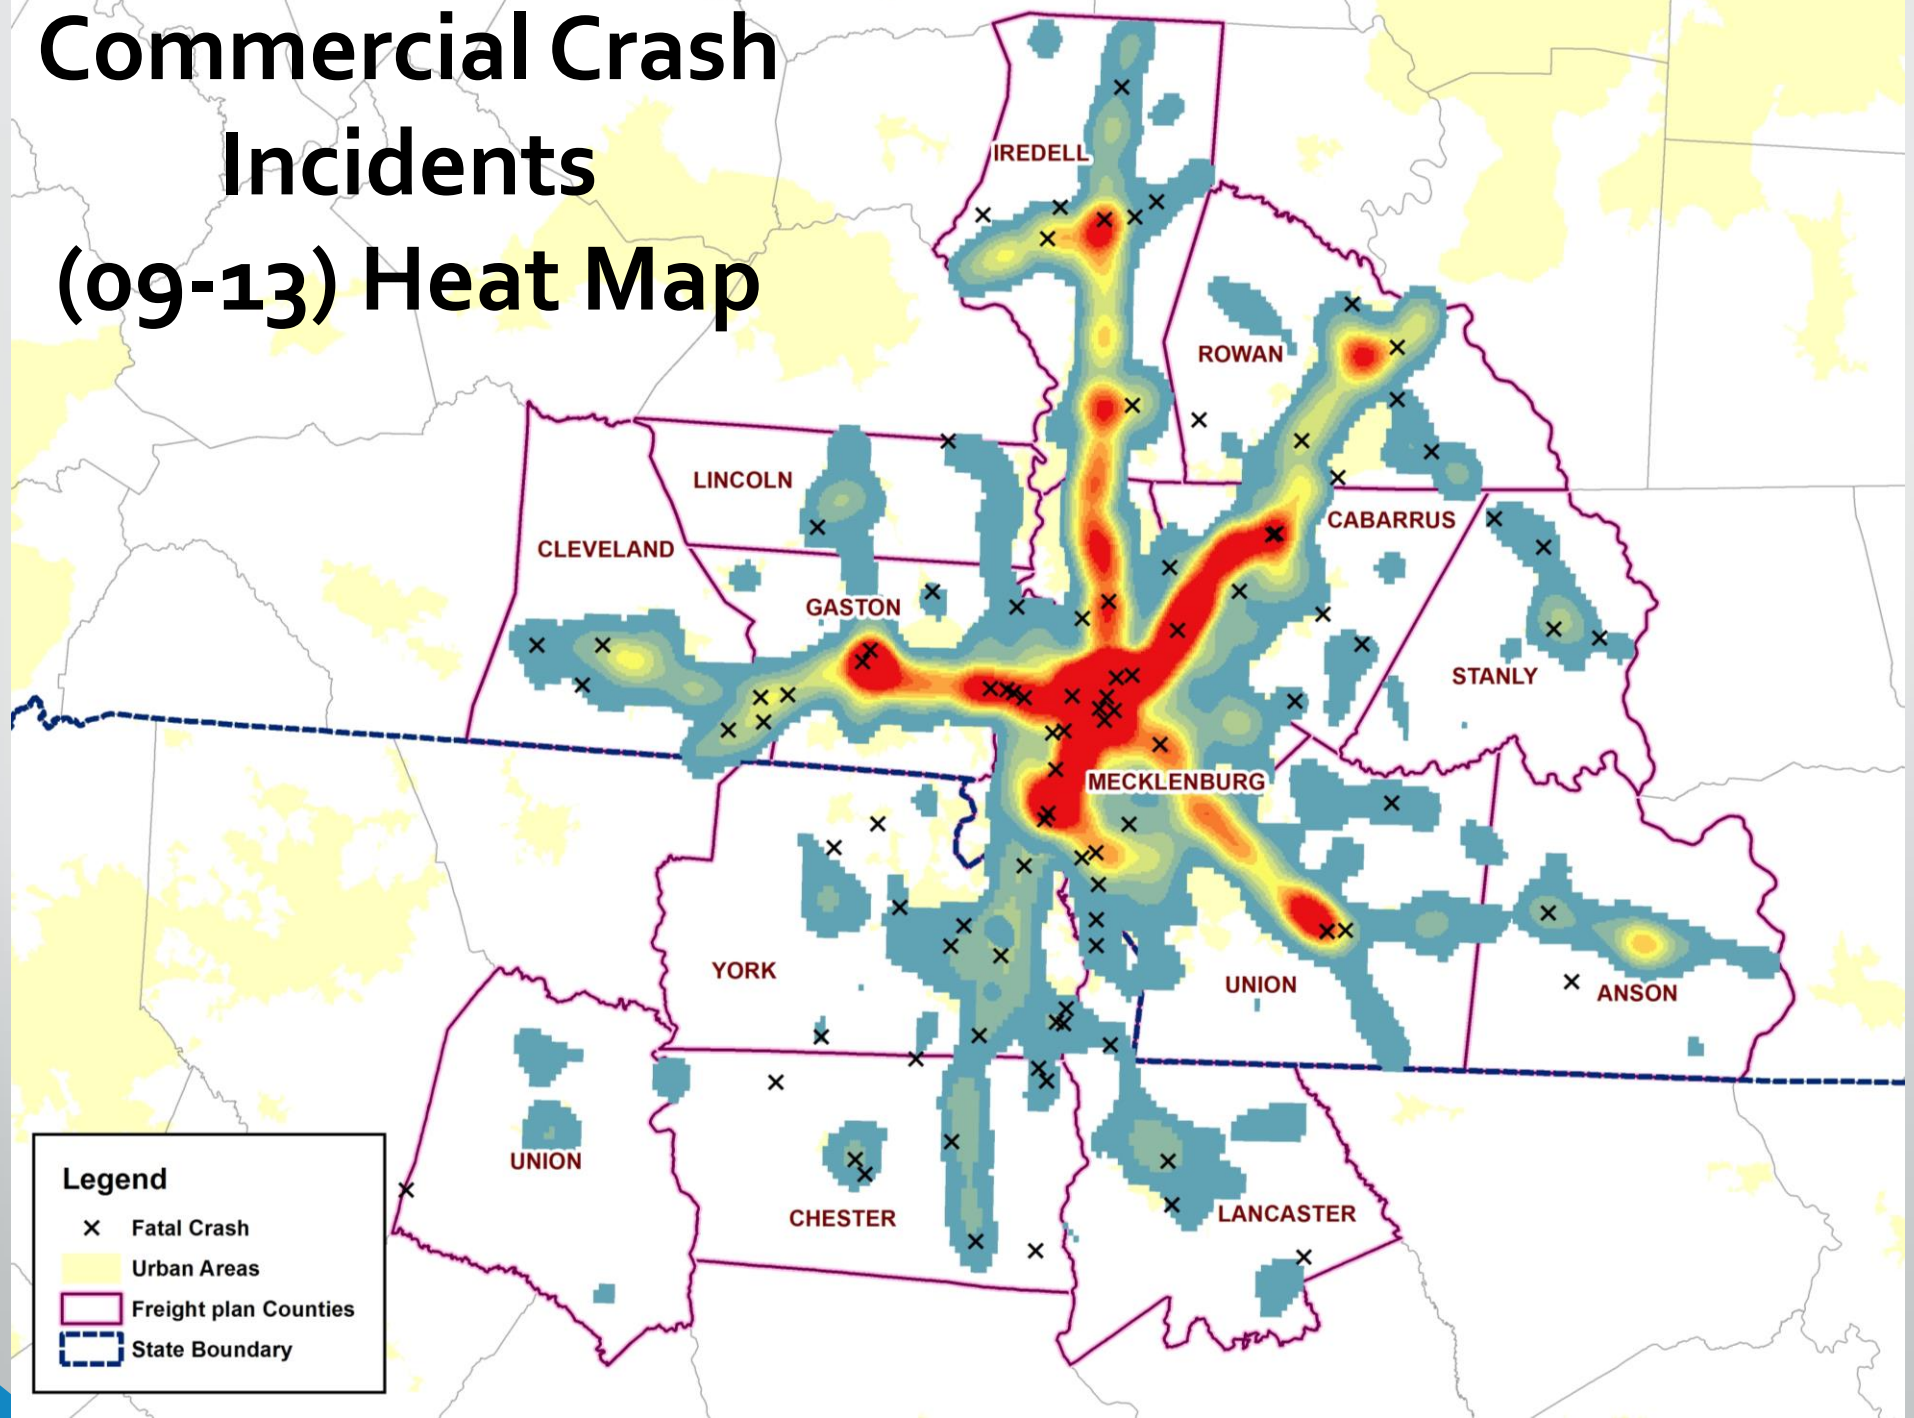 Commercial Crash
Incidents
(09-13) Heat Map
IREDELL
ROWAN
LINCOLN
CABARRUS
CLEVELAND
GASTON
STANLY
MECKLENBURG
YORK
UNION
ANSON
UNION
CHESTER
LANCASTER
Legend
Fatal Crash
Urban Areas
Freight plan Counties
State Boundary